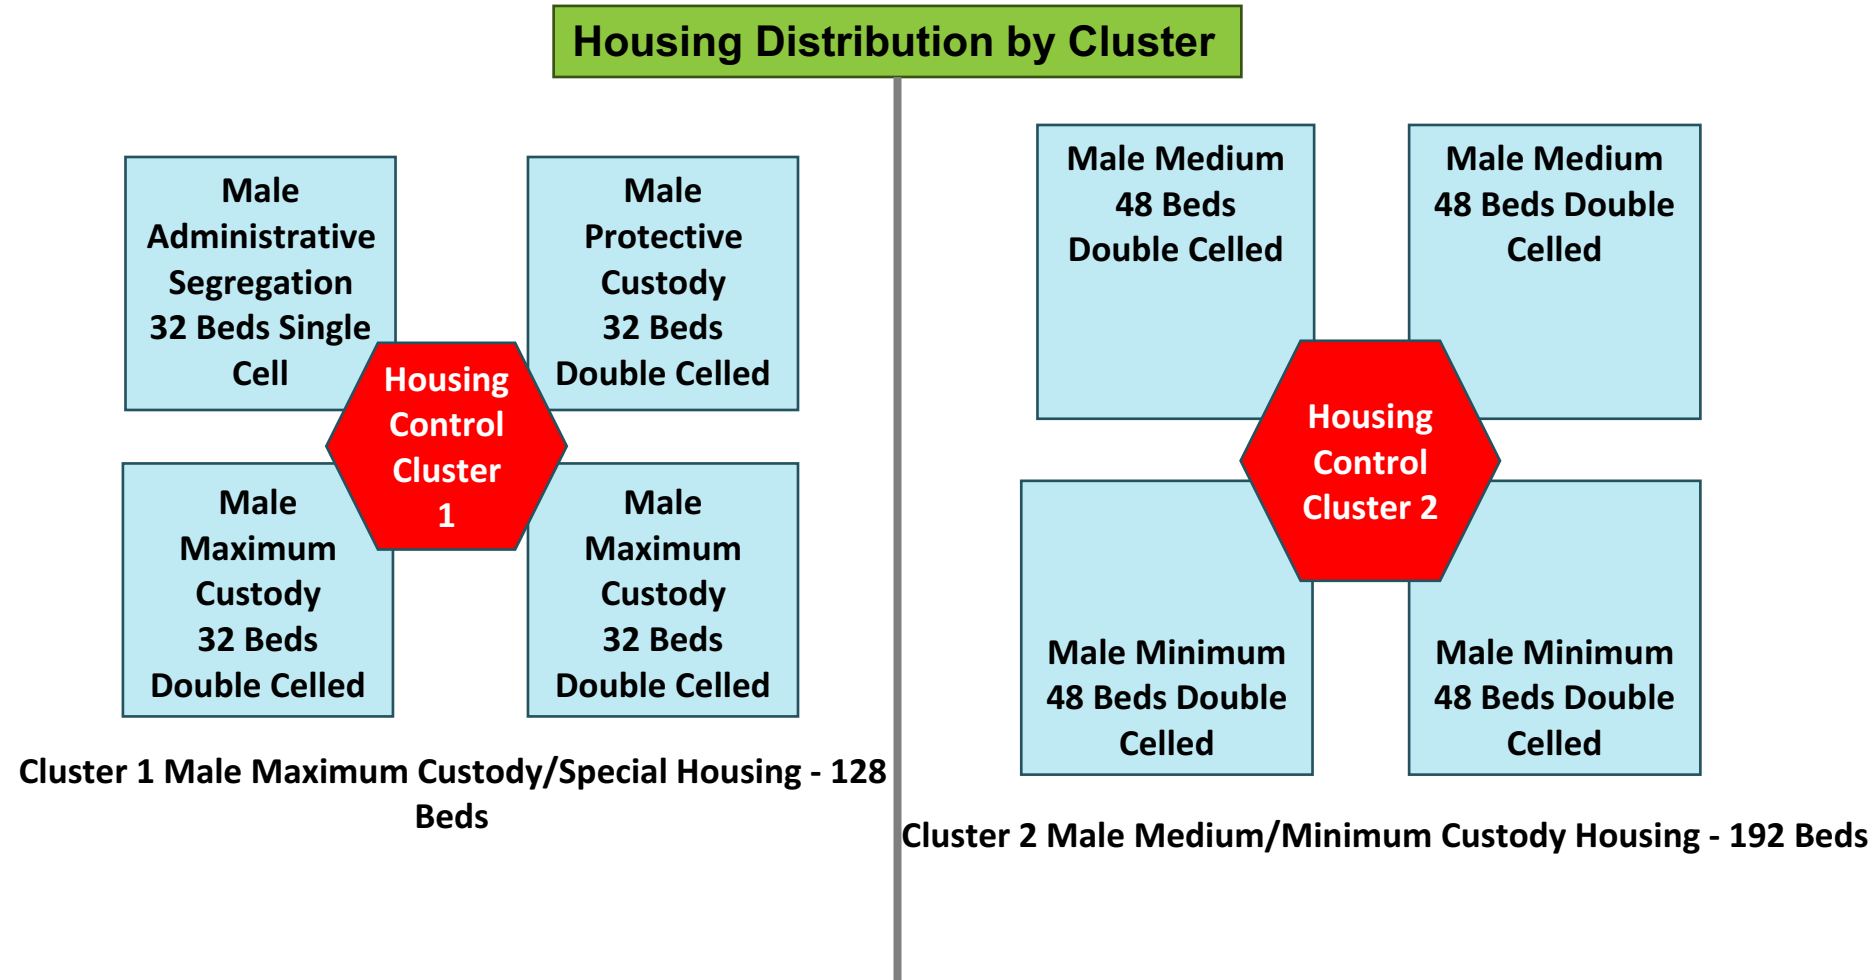 Housing Distribution by Cluster
Male
Administrative
Segregation
32 Beds Single
Cell
Male
Protective
Custody
32 Beds
Double Celled
Housing
Control
Cluster
1
Male
Maximum
Custody
32 Beds
Double Celled
Male
Maximum
Custody
32 Beds
Double Celled
Cluster 1 Male Maximum Custody/Special Housing - 128
Beds
Male Medium
48 Beds
Double Celled
Male Medium
48 Beds Double
Celled
Housing
Control
Cluster 2
Male Minimum
48 Beds Double
Celled
Male Minimum
48 Beds Double
Celled
Cluster 2 Male Medium/Minimum Custody Housing - 192 Beds